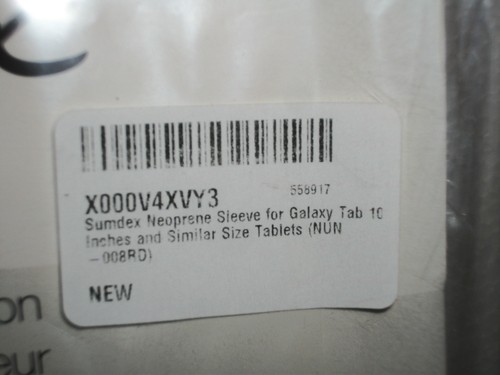 X000V4XVY3
558917
Sumdex Neoprene Sleeve for Galaxy Tab 10
Inches and Similar Size Tablets (NUN
-008RD)
NEW
on
eur